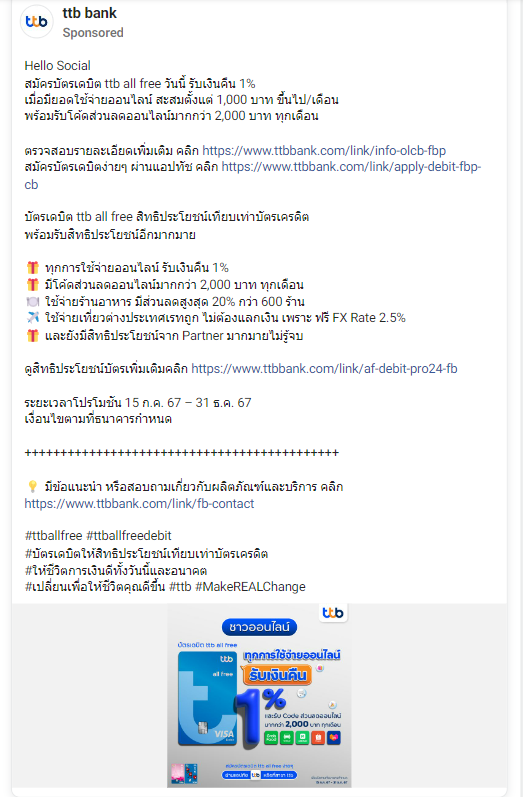 ttb
ttb bank
Sponsored
Hello Social
สมัครบัตรเดบิต ttb all free วันนี้ รับเงินคืน 1%
เมื่อมียอดใช้จ่ายออนไลน์ สะสมตั้งแต่ 1,000 บาท ขึ้นไป/เดือน
พร้อมรับโค้ดส่วนลดออนไลน์มากกว่า 2,000 บาท ทุกเดือน
ตรวจสอบรายละเอียดเพิ่มเติม คลิก https://www.ttbbank.com/link/info-olcb-fbp
สมัครบัตรเดบิตง่ายๆ ผ่านแอปทัช คลิก https://www.ttbbank.com/link/apply-debit-fbp-
cb
บัตรเดบิต ttb all free สิทธิประโยชน์เทียบเท่าบัตรเครดิต
พร้อมรับสิทธิประโยชน์อีกมากมาย
🎁 ทุกการใช้จ่ายออนไลน์ รับเงินคืน 1%
🎁 มีโค้ดส่วนลดออนไลน์มากกว่า 2,000 บาท ทุกเดือน
🍽️ ใช้จ่ายร้านอาหาร มีส่วนลดสูงสุด 20% กว่า 600 ร้าน
✈️ ใช้จ่ายเที่ยวต่างประเทศเรทถูก ไม่ต้องแลกเงิน เพราะ ฟรี FX Rate 2.5%
🎁 และยังมีสิทธิประโยชน์จาก Partner มากมายไม่รู้จบ
ดูสิทธิประโยชน์บัตรเพิ่มเติมคลิก https://www.ttbbank.com/link/af-debit-pro24-fb
ระยะเวลาโปรโมชัน 15 ก.ค. 67 – 31 ธ.ค. 67
เงื่อนไขตามที่ธนาคารกำหนด
++++++++++++++++++++++++++++++++++++++++++++
💡 มีข้อแนะนำ หรือสอบถามเกี่ยวกับผลิตภัณฑ์และบริการ คลิก
https://www.ttbbank.com/link/fb-contact
#ttballfree #ttballfreedebit
#บัตรเดบิตให้สิทธิประโยชน์เทียบเท่าบัตรเครดิต
#ให้ชีวิตการเงินดีทั้งวันนี้และอนาคต
#เปลี่ยนเพื่อให้ชีวิตคุณดีขึ้น #ttb #MakeREALChange
ttb
ชาวออนไลน์
บัตรเดบิต ttb all free
ทุกการใช้จ่ายออนไลน์
รับเงินคืน
1%
ttb
all free
VISA
และรับ Code ส่วนลดออนไลน์
มากกว่า 2,000 บาท ทุกเดือน
สมัครบัตรเดบิต ttb all free ง่ายๆ